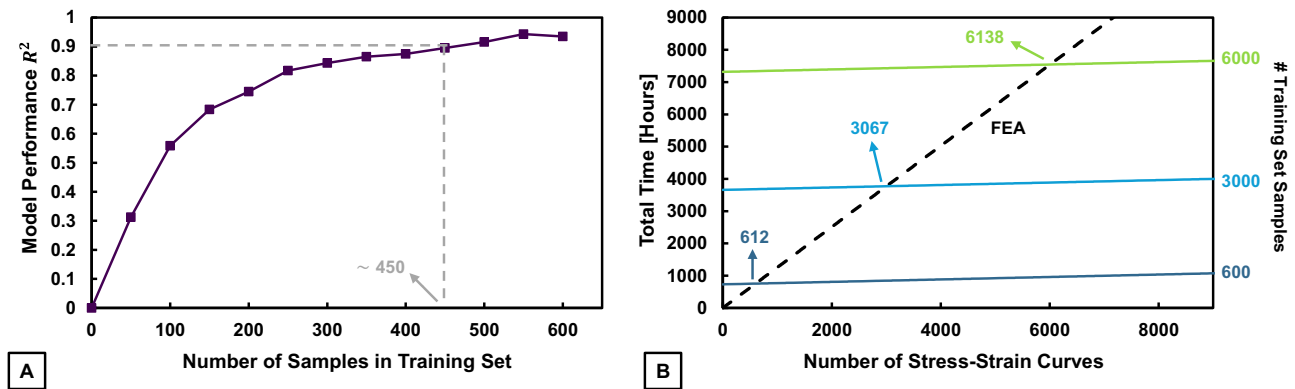 1
0.9
0.8
0.7
0.6
0.5
0.4
0.3
0.2
0.1
0
Model Performance R²
~ 450
0 100 200 300 400 500 600
Number of Samples in Training Set
A
9000
8000
7000
6000
5000
4000
3000
2000
1000
0
Total Time [Hours]
6138
FEA
3067
612
6000
3000
600
# Training Set Samples
0 2000 4000 6000 8000
Number of Stress-Strain Curves
B